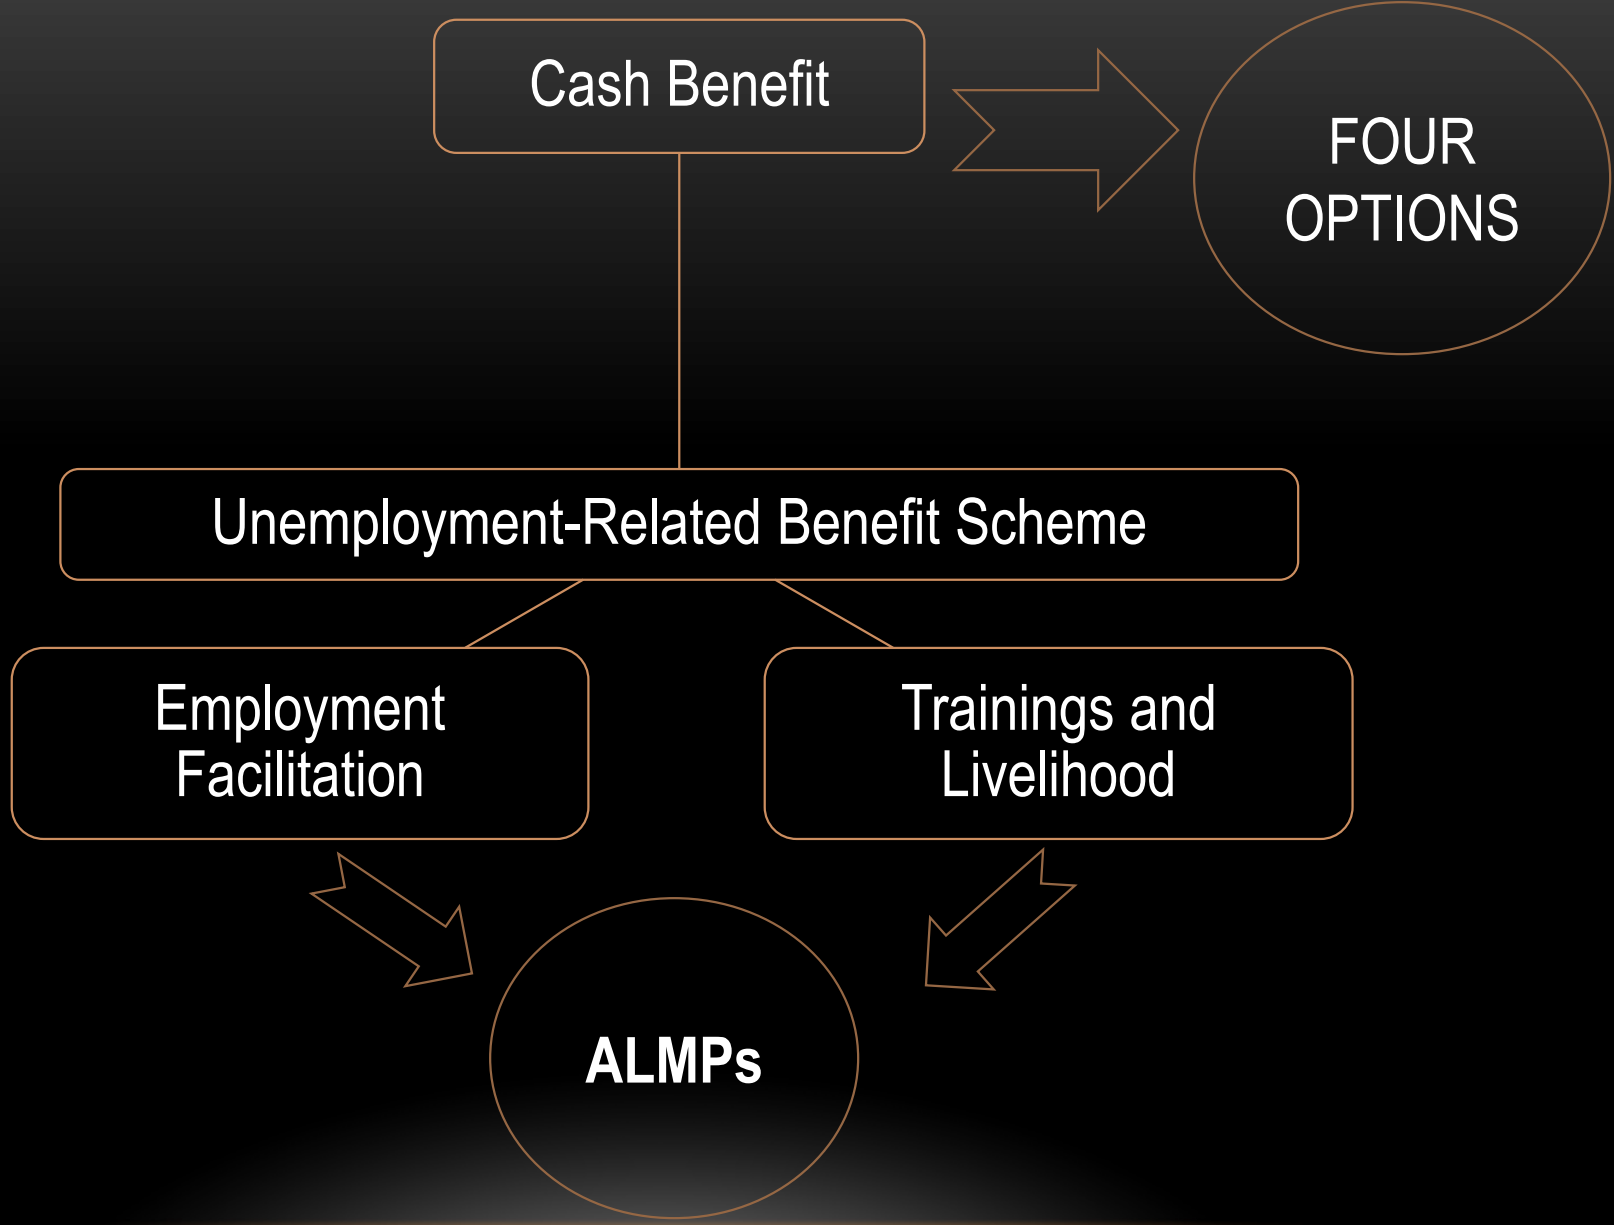 Cash Benefit
FOUR
OPTIONS
Unemployment-Related Benefit Scheme
Employment
Facilitation
Trainings and
Livelihood
ALMPs